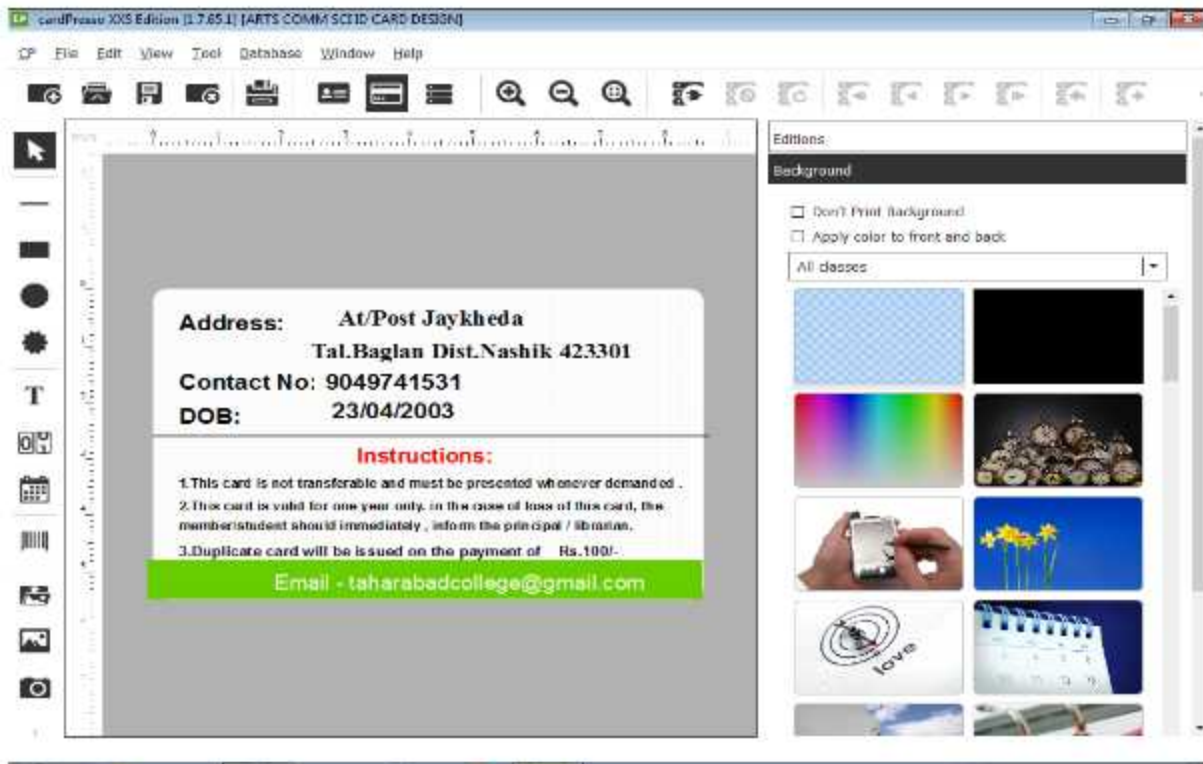 cardPresso XXS Edition [1.7.65.1] [ARTS COMM SCI ID CARD DESIGN]
CP File Edit View Tool Database Window Help
Editions
Background
Don't Print Background
Apply color to front and back
All classes
Address: At/Post Jaykheda
Tal.Baglan Dist.Nashik 423301
Contact No: 9049741531
DOB: 23/04/2003
Instructions:
1.This card is not transferable and must be presented whenever demanded .
2.This card is valid for one year only. in the case of loss of this card, the
member/student should immediately , inform the principal / librarian.
3.Duplicate card will be issued on the payment of Rs.100/-
Email - taharabadcollege@gmail.com
T
love